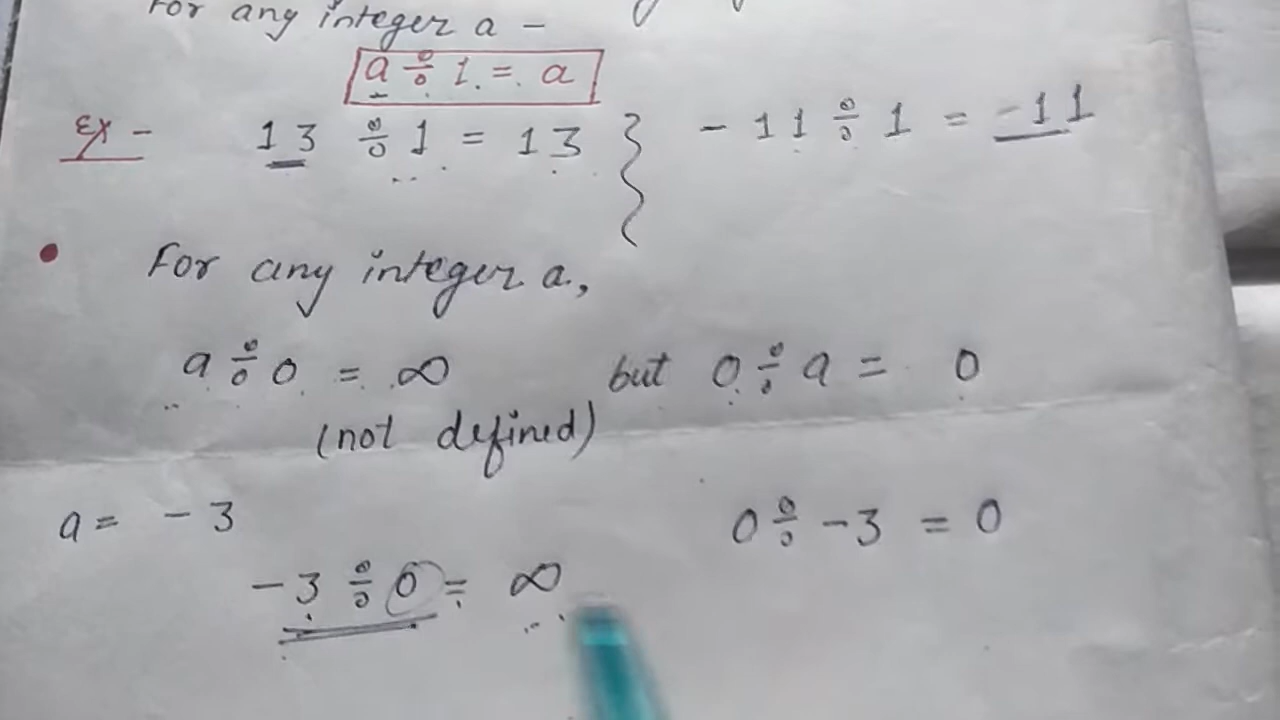 For any integer a -
a ÷ 1 = a
Ex - 13 ÷ 1 = 13 } -11 ÷ 1 = -11
• For any integer a,
a ÷ 0 = ∞ but 0 ÷ a = 0
(not defined)
a = -3 0 ÷ -3 = 0
-3 ÷ 0 = ∞